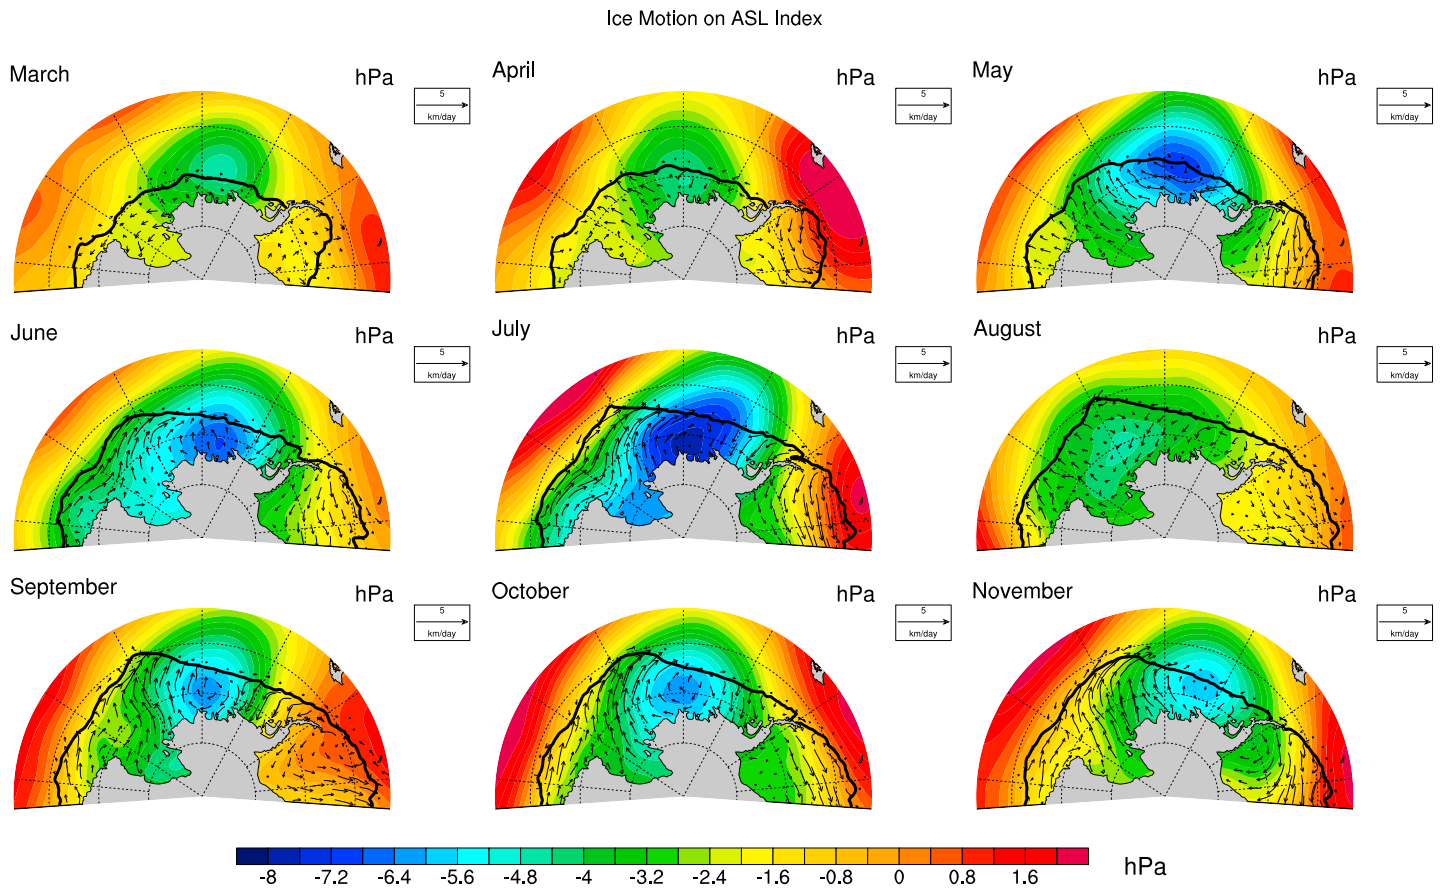 Ice Motion on ASL Index
March hPa
5
km/day
April hPa
5
km/day
May hPa
5
km/day
June hPa
5
km/day
July hPa
5
km/day
August hPa
5
km/day
September hPa
5
km/day
October hPa
5
km/day
November hPa
5
km/day
-8 -7.2 -6.4 -5.6 -4.8 -4 -3.2 -2.4 -1.6 -0.8 0 0.8 1.6 hPa